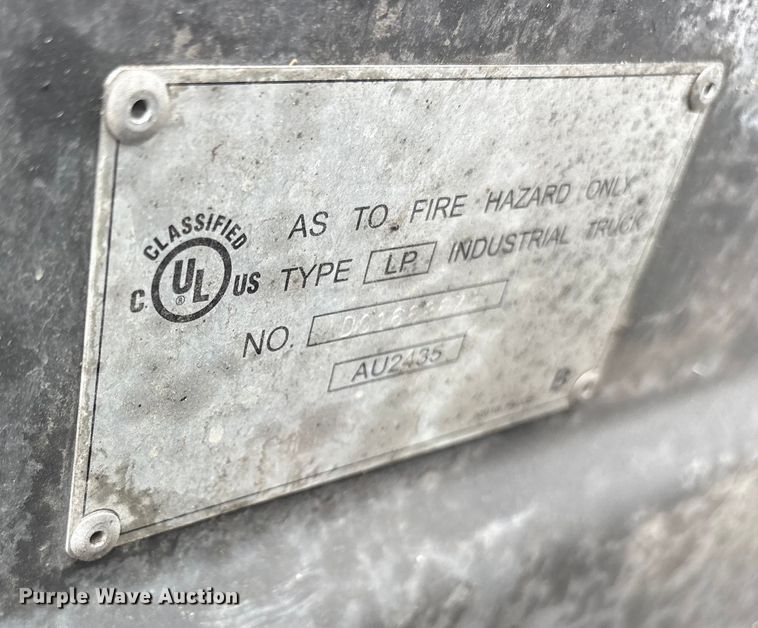 CLASSIFIED
C UL US
®
AS TO FIRE HAZARD ONLY
TYPE LP INDUSTRIAL TRUCK
NO.
AU2435
B
Purple Wave Auction